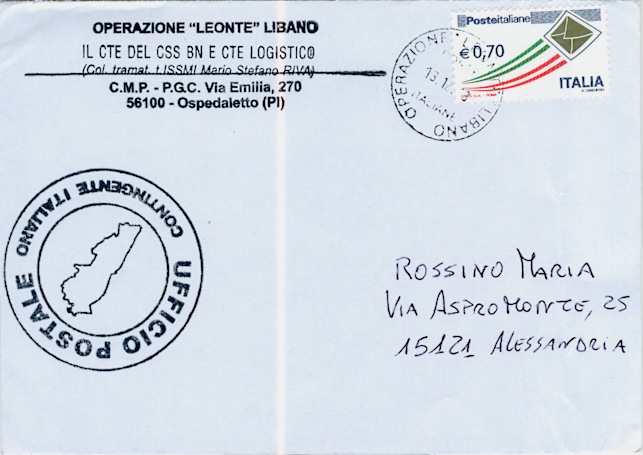 OPERAZIONE "LEONTE" LIBANO
IL CTE DEL CSS BN E CTE LOGISTICO
(Col. tramat. t.ISSMI Mario Stefano RIVA)
C.M.P. - P.G.C. Via Emilia, 270
56100 - Ospedaletto (PI)
OPERAZIONE LIBANO
13.1
ITALIANE
Posteitaliane
€ 0,70
ITALIA
CONTINGENTE ITALIANO
UFFICIO POSTALE
ROSSINO MARIA
VIA ASPROMONTE, 25
15121 ALESSANDRIA